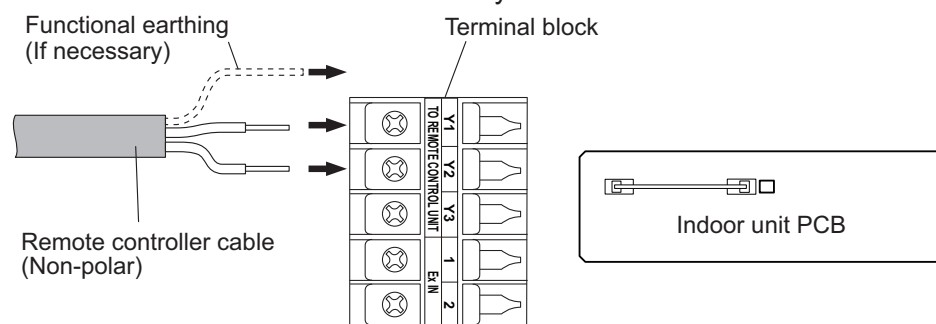 Functional earthing
(If necessary)
Terminal block
Y1
Y2
Y3
1
2
TO REMOTE CONTROL UNIT
Ex IN
Remote controller cable
(Non-polar)
Indoor unit PCB